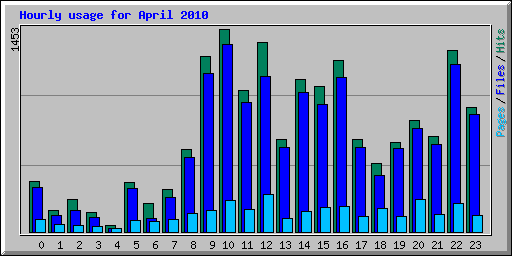 Hourly usage for April 2010
1453
Pages/Files/Hits
0 1 2 3 4 5 6 7 8 9 10 11 12 13 14 15 16 17 18 19 20 21 22 23